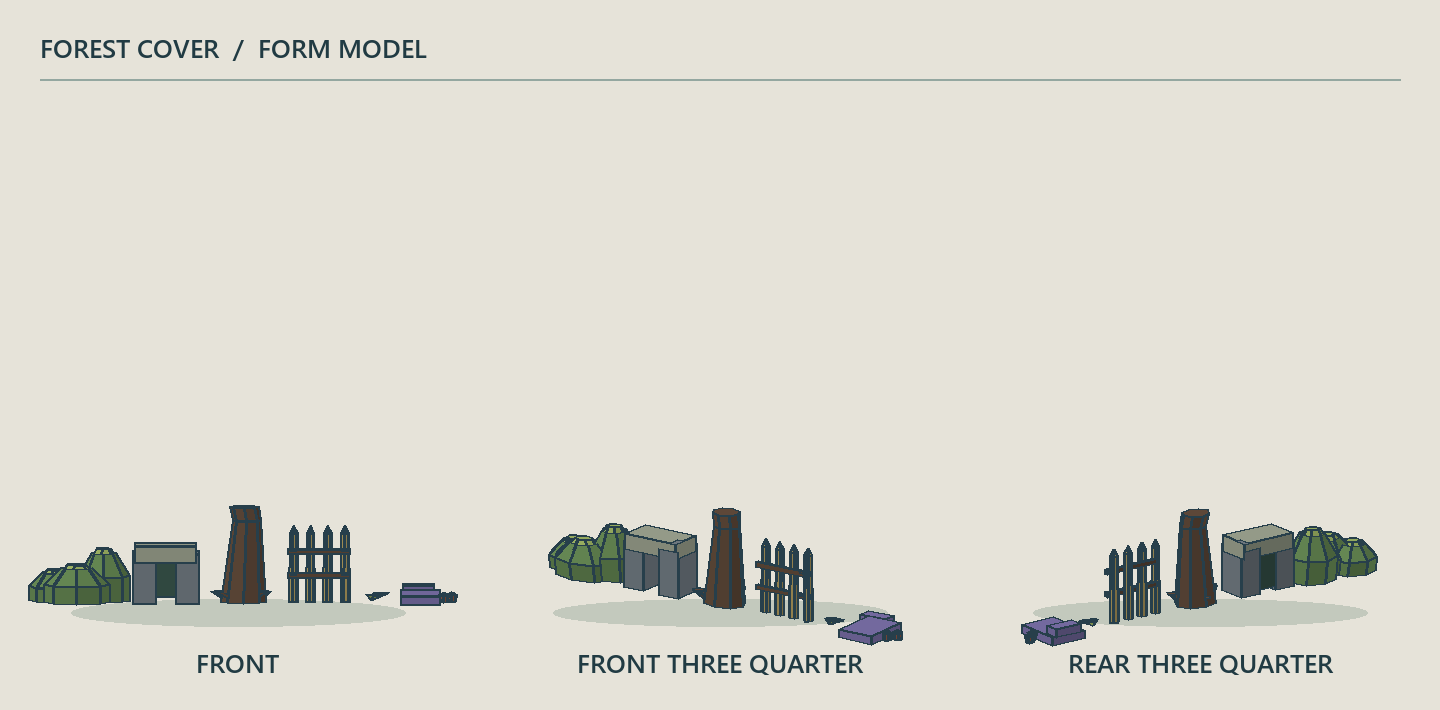 FOREST COVER / FORM MODEL
FRONT
FRONT THREE QUARTER
REAR THREE QUARTER